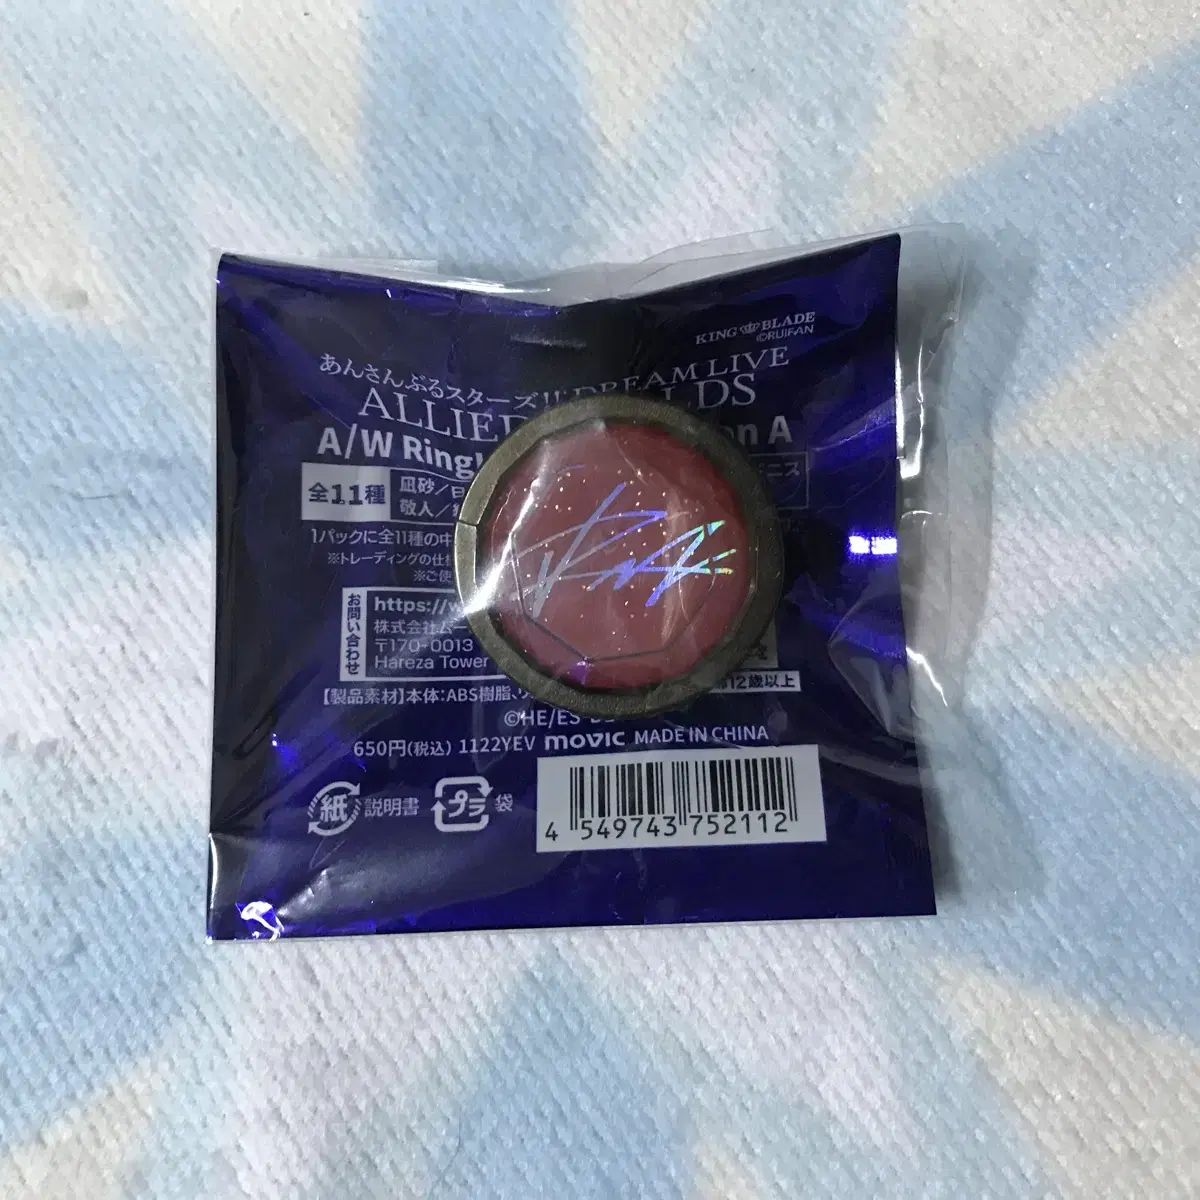 KING BLADE
©RUIFAN
あんさんぶるスターズ!! DREAM LIVE
ALLIED LDS
A/W Ring on A
全11種
凪砂/日 ニス
敬人/
1パックに全11種の中
※トレーディングの仕
※ご使
お問い合わせ
https://w
株式会社ムー
〒170-0013
Hareza Tower
【製品素材】本体:ABS樹脂、 12歳以上
©HE/ES
650円(税込) 1122YEV movic MADE IN CHINA
紙 説明書 プラ 袋
4 549743 752112